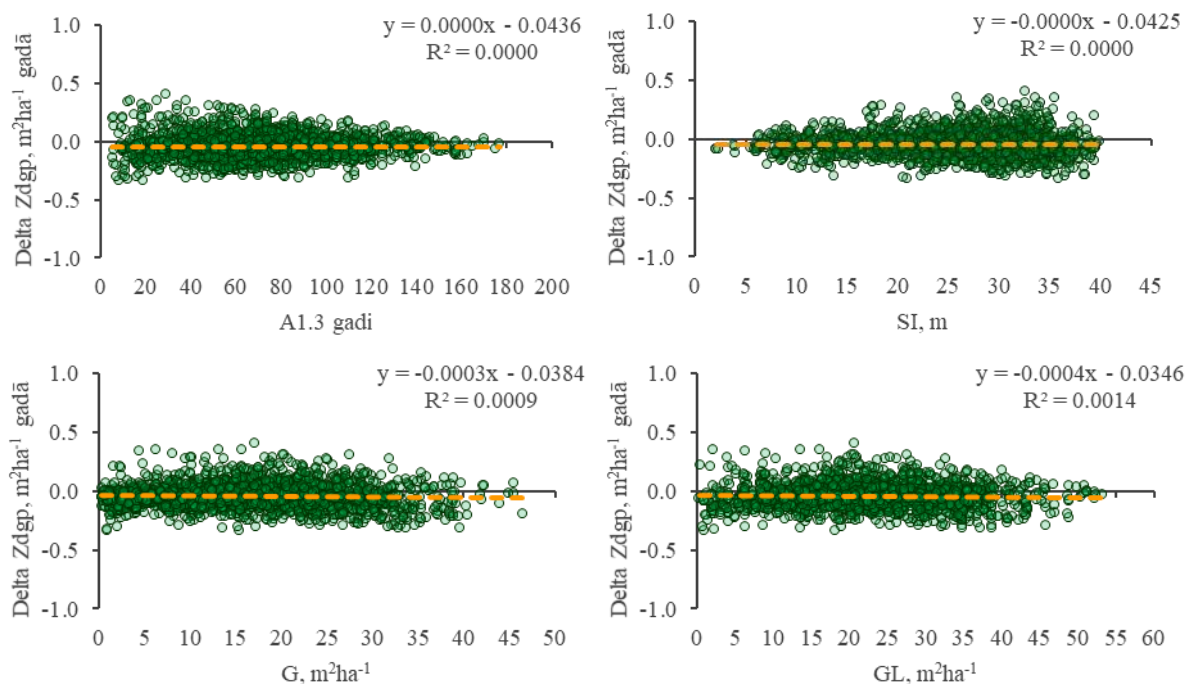 y = 0.0000x - 0.0436
R² = 0.0000
Delta Zdgp, m²ha⁻¹ gadā
1.0
0.5
0.0
-0.5
-1.0
0 20 40 60 80 100 120 140 160 180 200
A1.3 gadi
y = -0.0000x - 0.0425
R² = 0.0000
Delta Zdgp, m²ha⁻¹ gadā
1.0
0.5
0.0
-0.5
-1.0
0 5 10 15 20 25 30 35 40 45
SI, m
y = -0.0003x - 0.0384
R² = 0.0009
Delta Zdgp, m²ha⁻¹ gadā
1.0
0.5
0.0
-0.5
-1.0
0 5 10 15 20 25 30 35 40 45 50
G, m²ha⁻¹
y = -0.0004x - 0.0346
R² = 0.0014
Delta Zdgp, m²ha⁻¹ gadā
1.0
0.5
0.0
-0.5
-1.0
0 5 10 15 20 25 30 35 40 45 50 55 60
GL, m²ha⁻¹